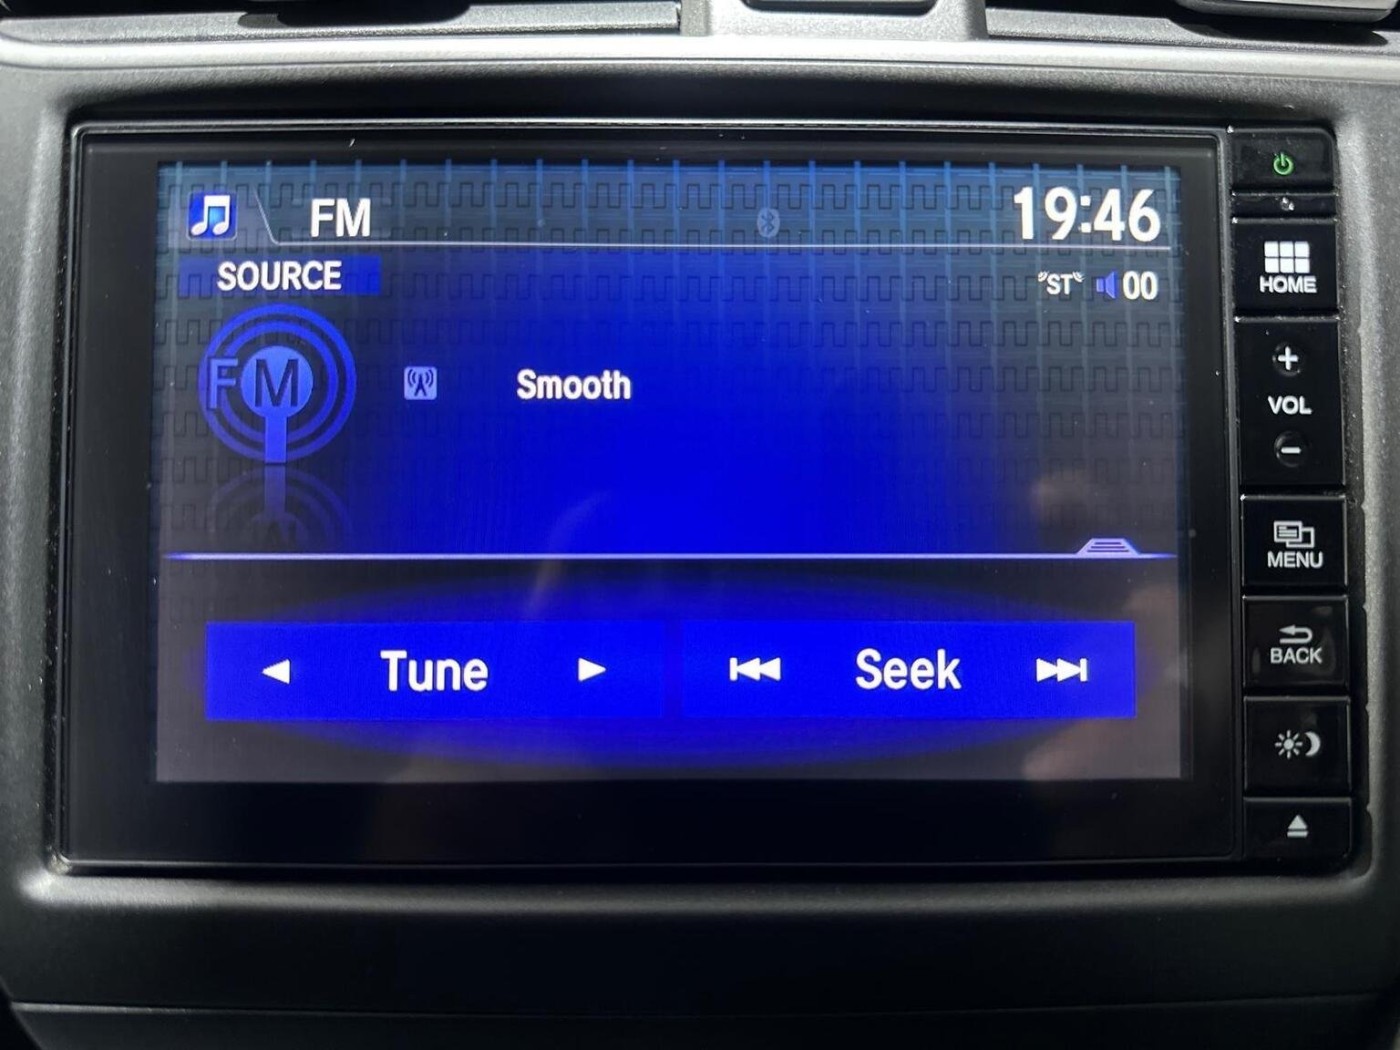 FM
19:46
SOURCE
ST 00
FM
Smooth
Tune
Seek
HOME
+
VOL
-
MENU
BACK